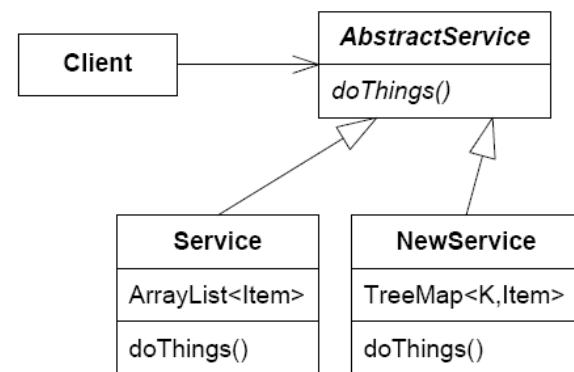 AbstractService
Client
doThings()
Service
NewService
ArrayList<Item>
TreeMap<K,Item>
doThings()
doThings()